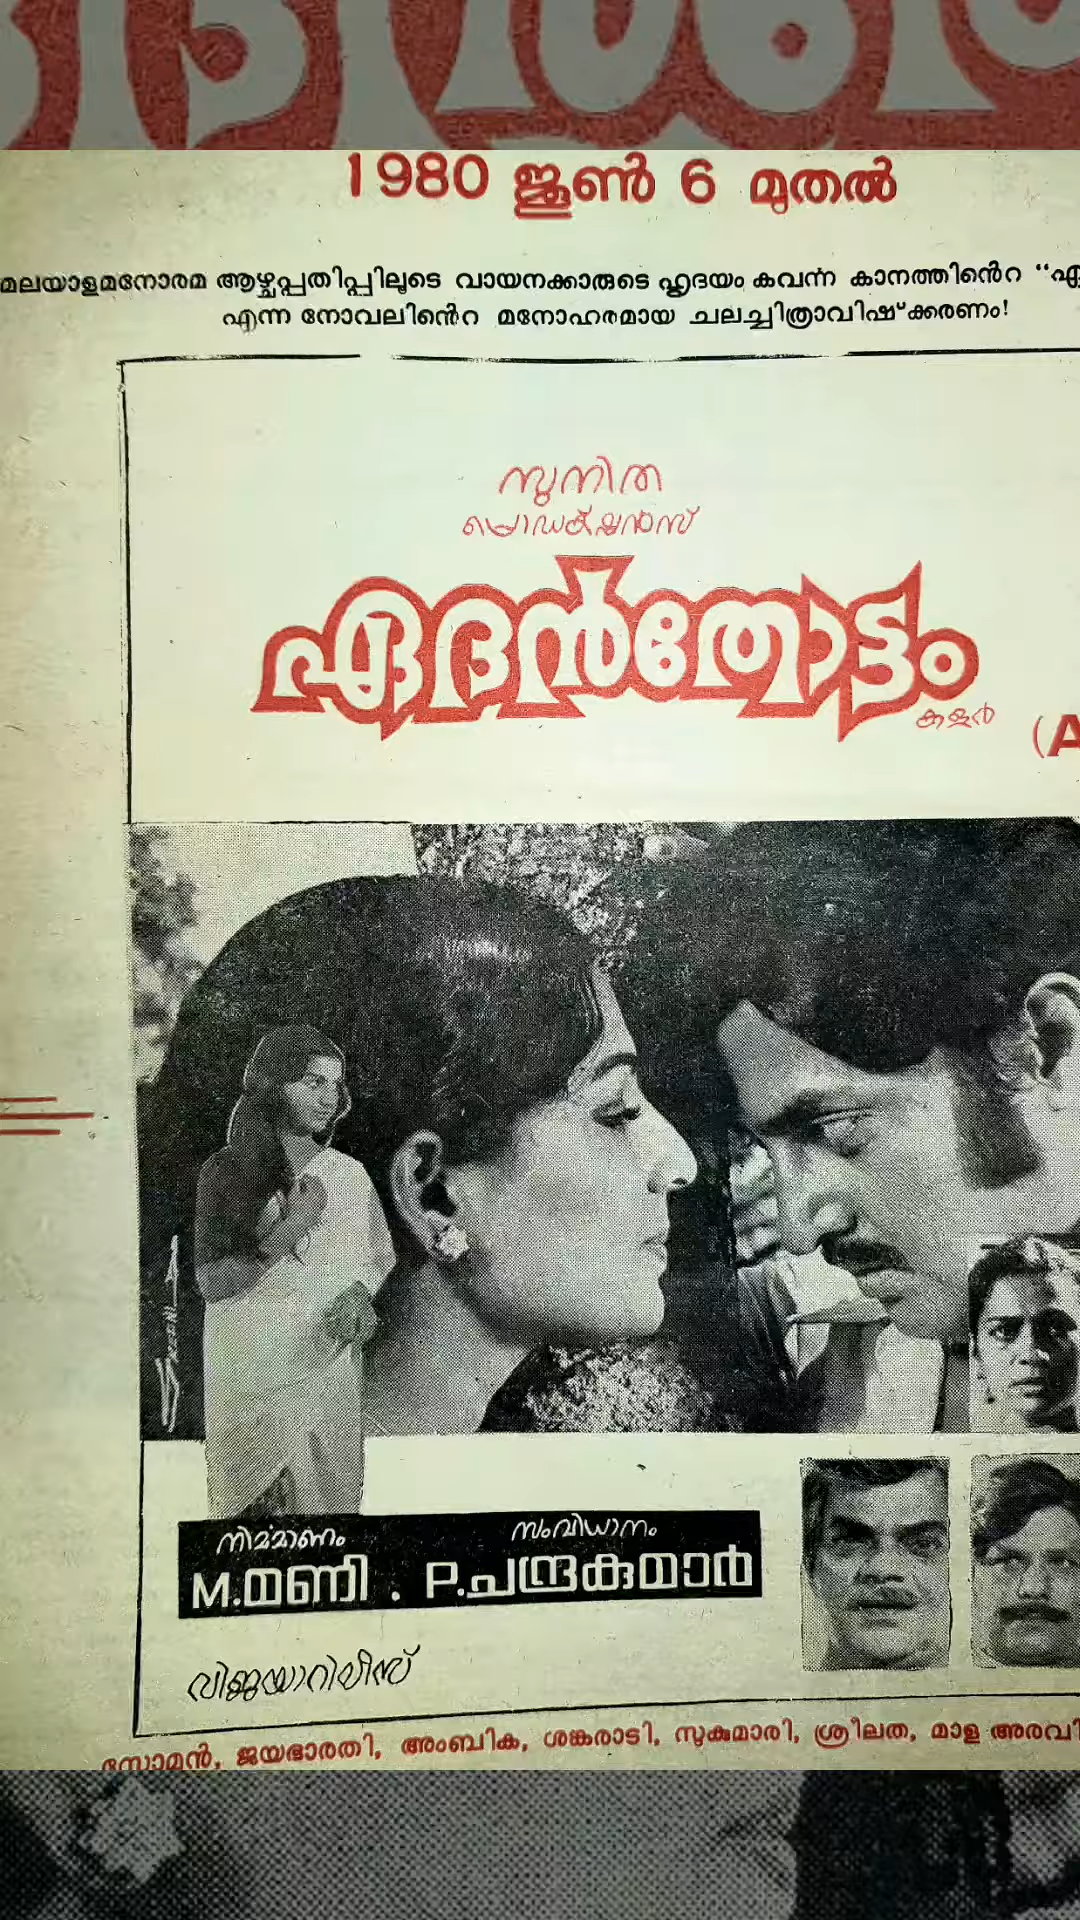 1980 ജൂൺ 6 മുതൽ
മലയാളമനോരമ ആഴ്ചപ്പതിപ്പിലൂടെ വായനക്കാരുടെ ഹൃദയം കവർന്ന കാനത്തിൻെറ "ഏ
എന്ന നോവലിൻെറ മനോഹരമായ ചലച്ചിത്രാവിഷ്ക്കരണം!
സുനിത
പ്രൊഡക്ഷൻസ്
ഏദൻതോട്ടം
കളർ
(A
നിർമ്മാണം സംവിധാനം
M.മണി . P.ചന്ദ്രകുമാർ
വിജയാറിലീസ്
സോമൻ, ജയഭാരതി, അംബിക, ശങ്കരാടി, സുകുമാരി, ശ്രീലത, മാള അരവി